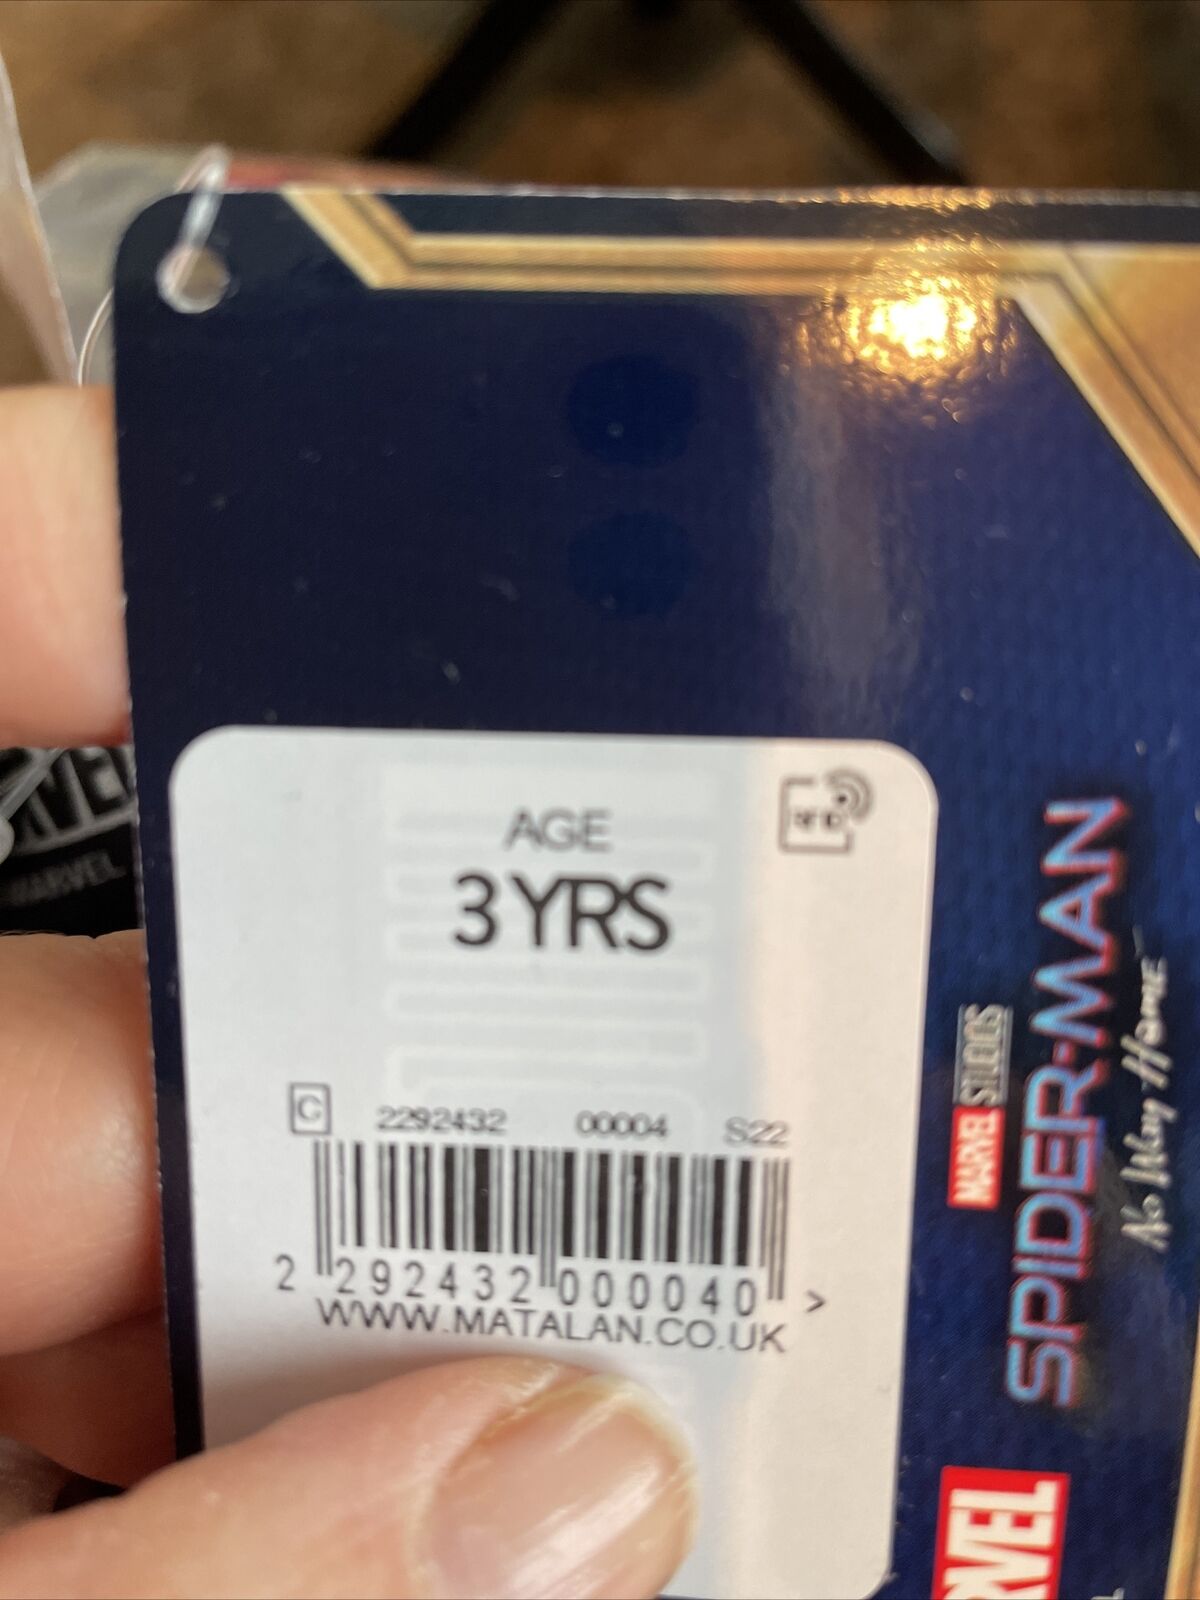 AGE
3 YRS
C 2292432 00004 S22
2 292432 000040 >
WWW.MATALAN.CO.UK
MARVEL STUDIOS
SPIDER-MAN
No Way Home™
MARVEL